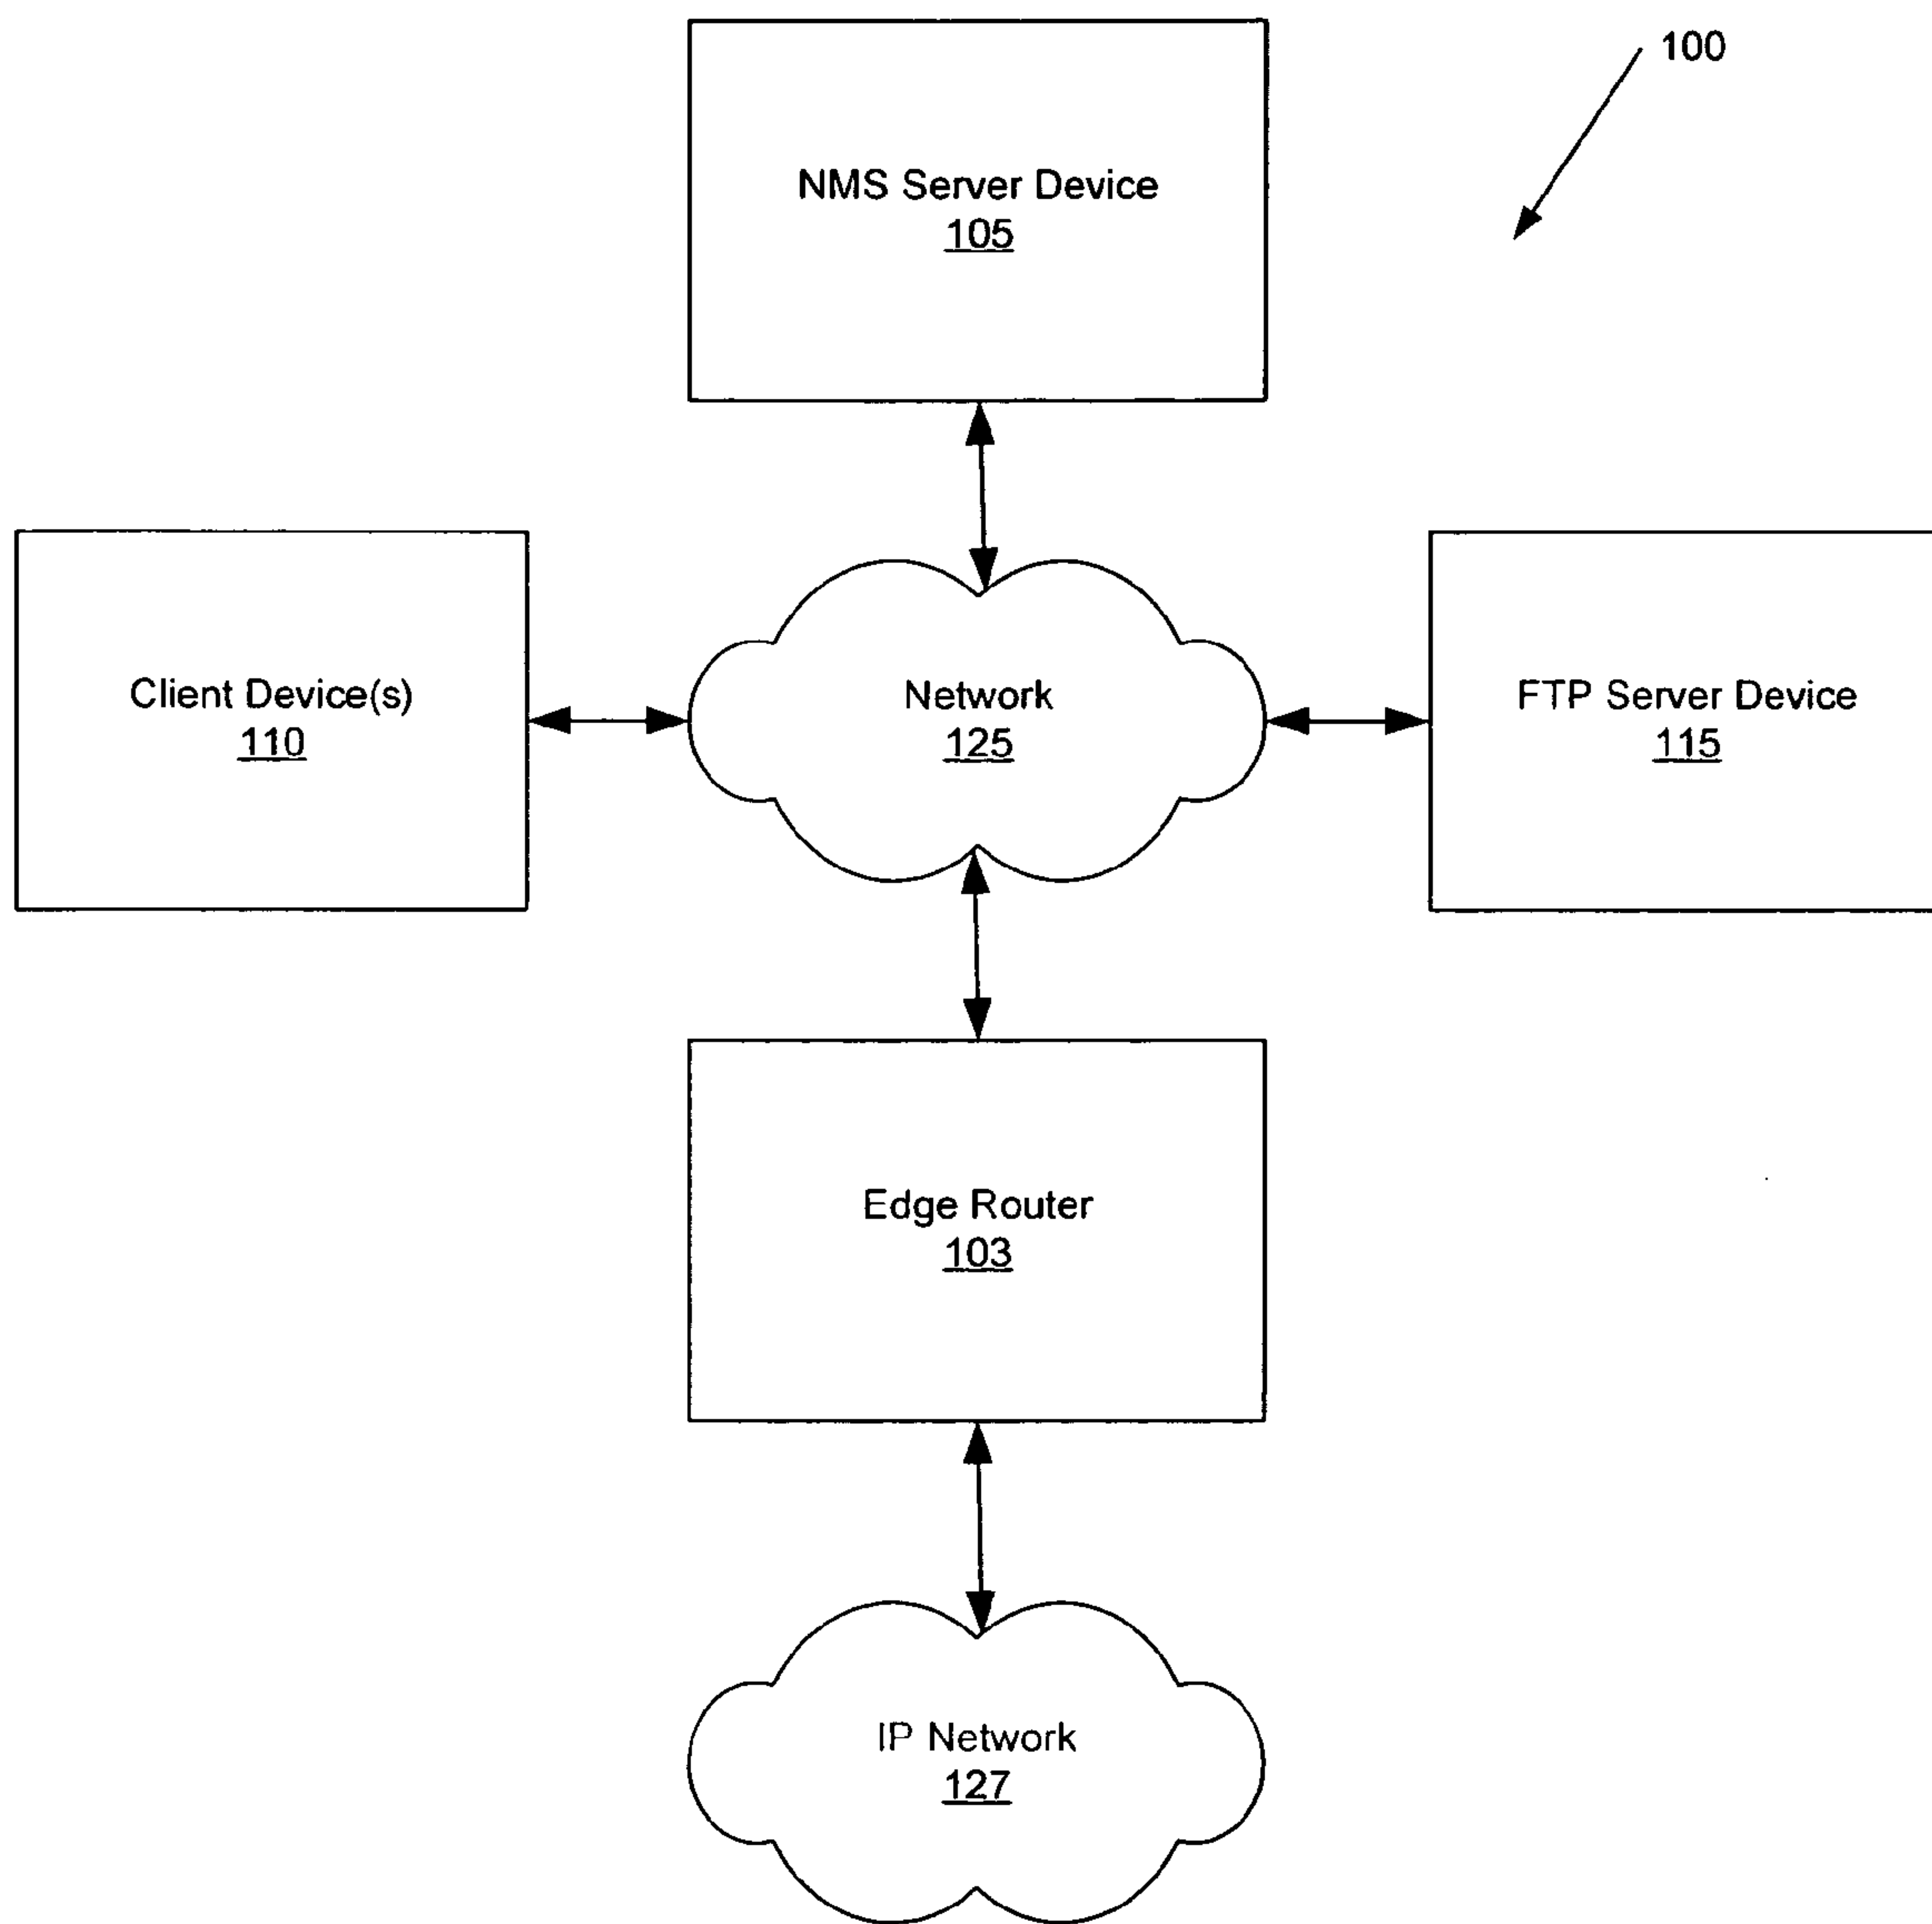 100
NMS Server Device
105
Client Device(s)
110
Network
125
FTP Server Device
115
Edge Router
103
IP Network
127